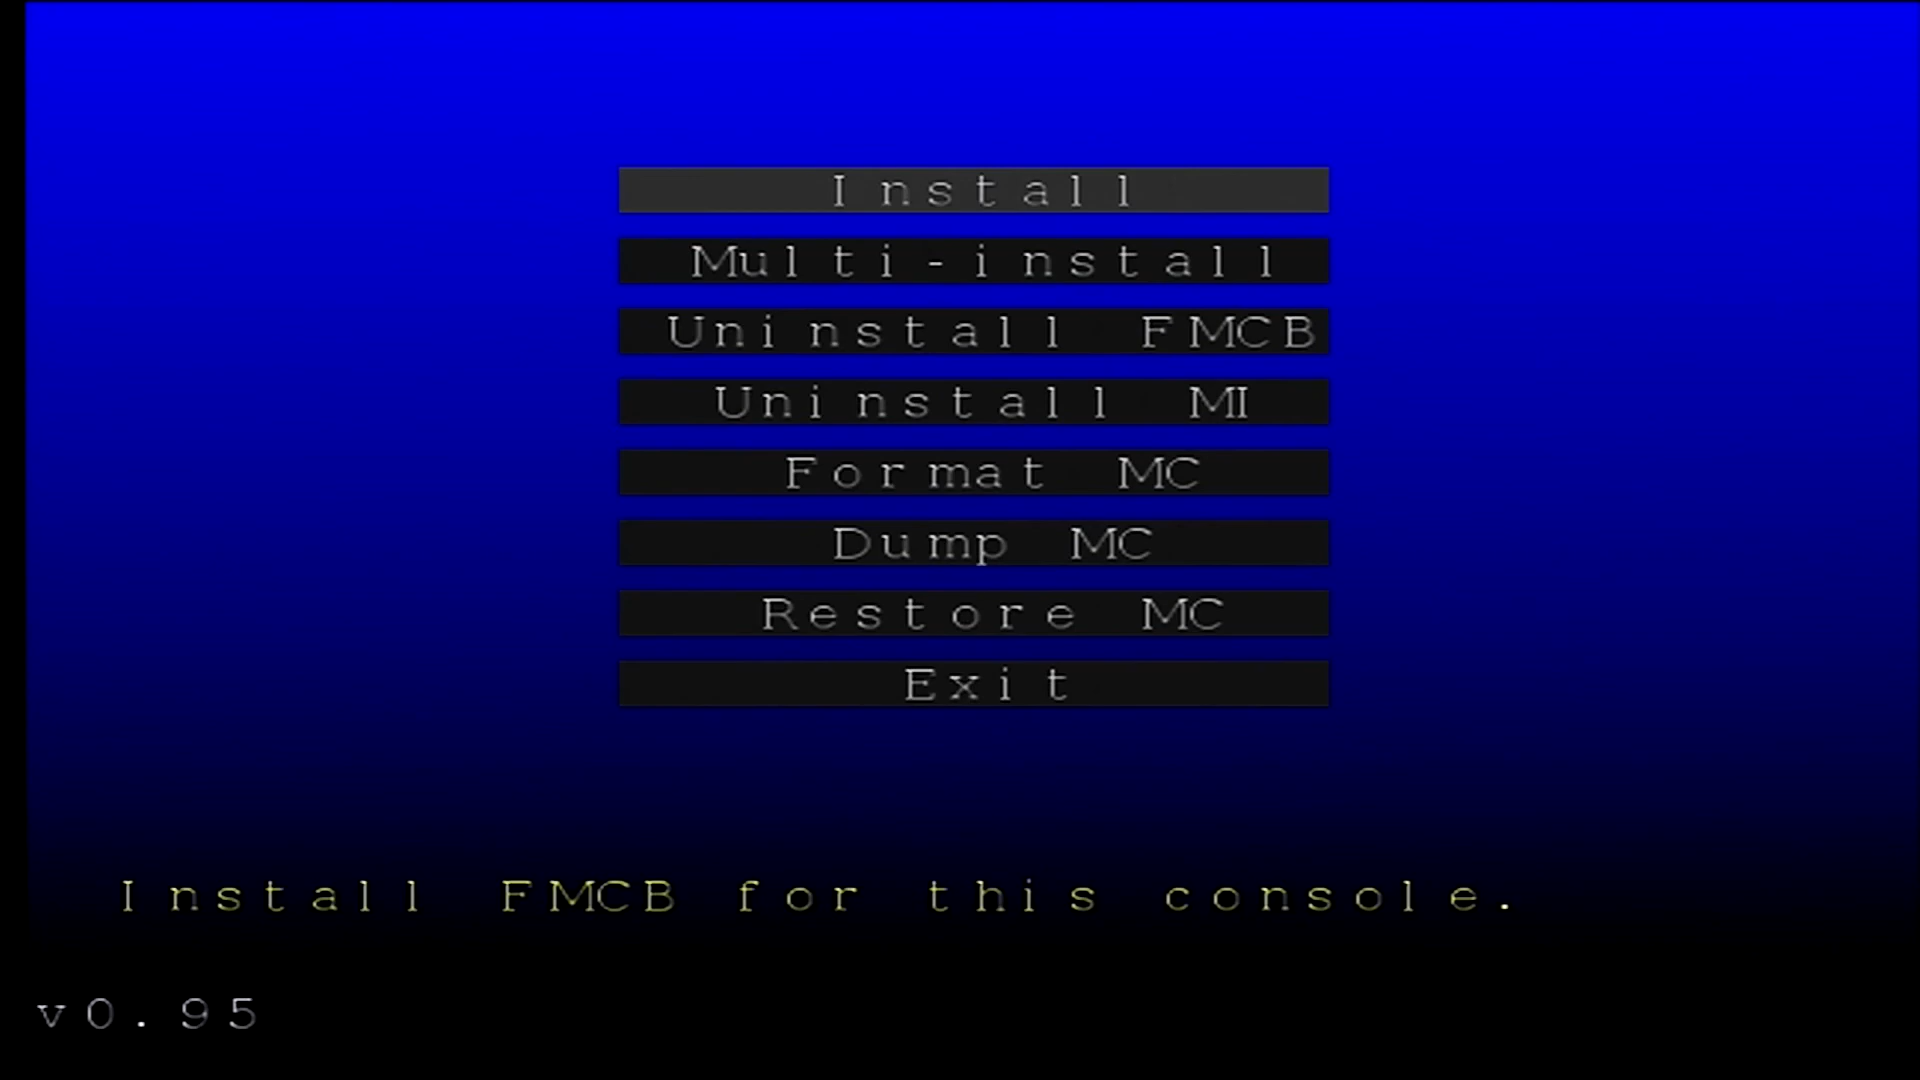 Install
Multi-install
Uninstall FMCB
Uninstall MI
Format MC
Dump MC
Restore MC
Exit
Install FMCB for this console.
v0.95